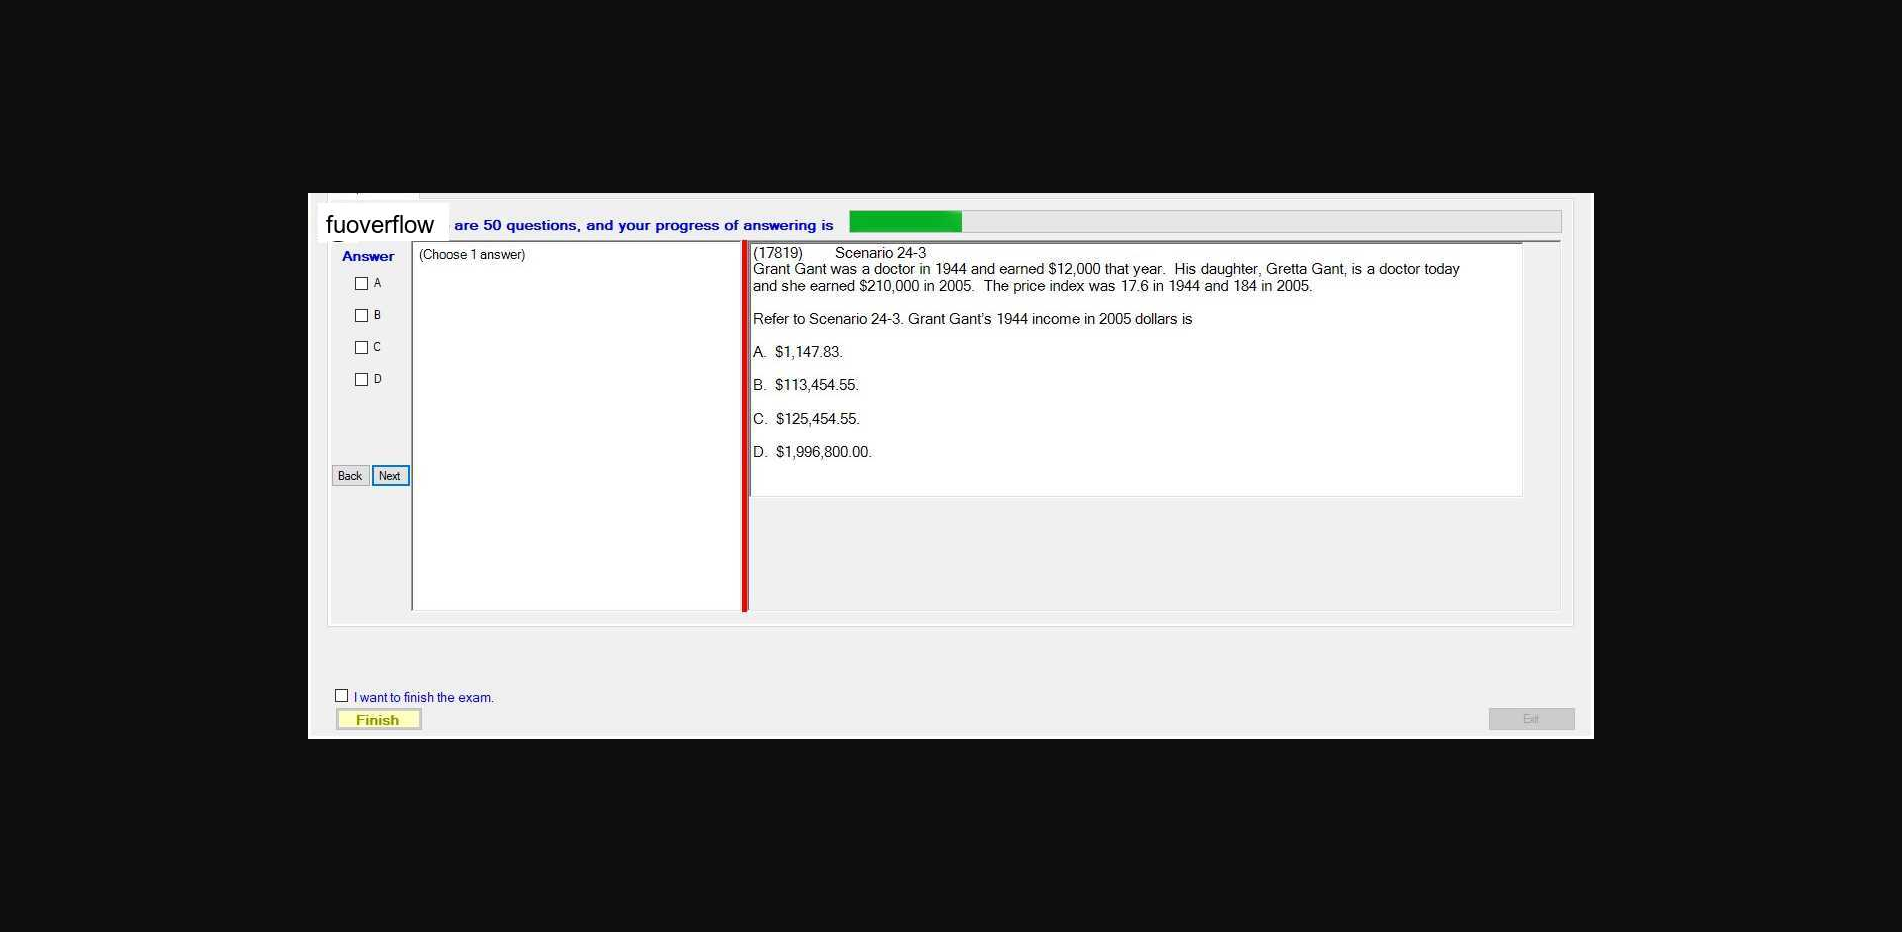 fuoverflow are 50 questions, and your progress of answering is
Answer
(Choose 1 answer)
A
B
C
D
Back Next
(17819) Scenario 24-3
Grant Gant was a doctor in 1944 and earned $12,000 that year. His daughter, Gretta Gant, is a doctor today
and she earned $210,000 in 2005. The price index was 17.6 in 1944 and 184 in 2005.
Refer to Scenario 24-3. Grant Gant's 1944 income in 2005 dollars is
A. $1,147.83.
B. $113,454.55.
C. $125,454.55.
D. $1,996,800.00.
I want to finish the exam.
Finish
Exit